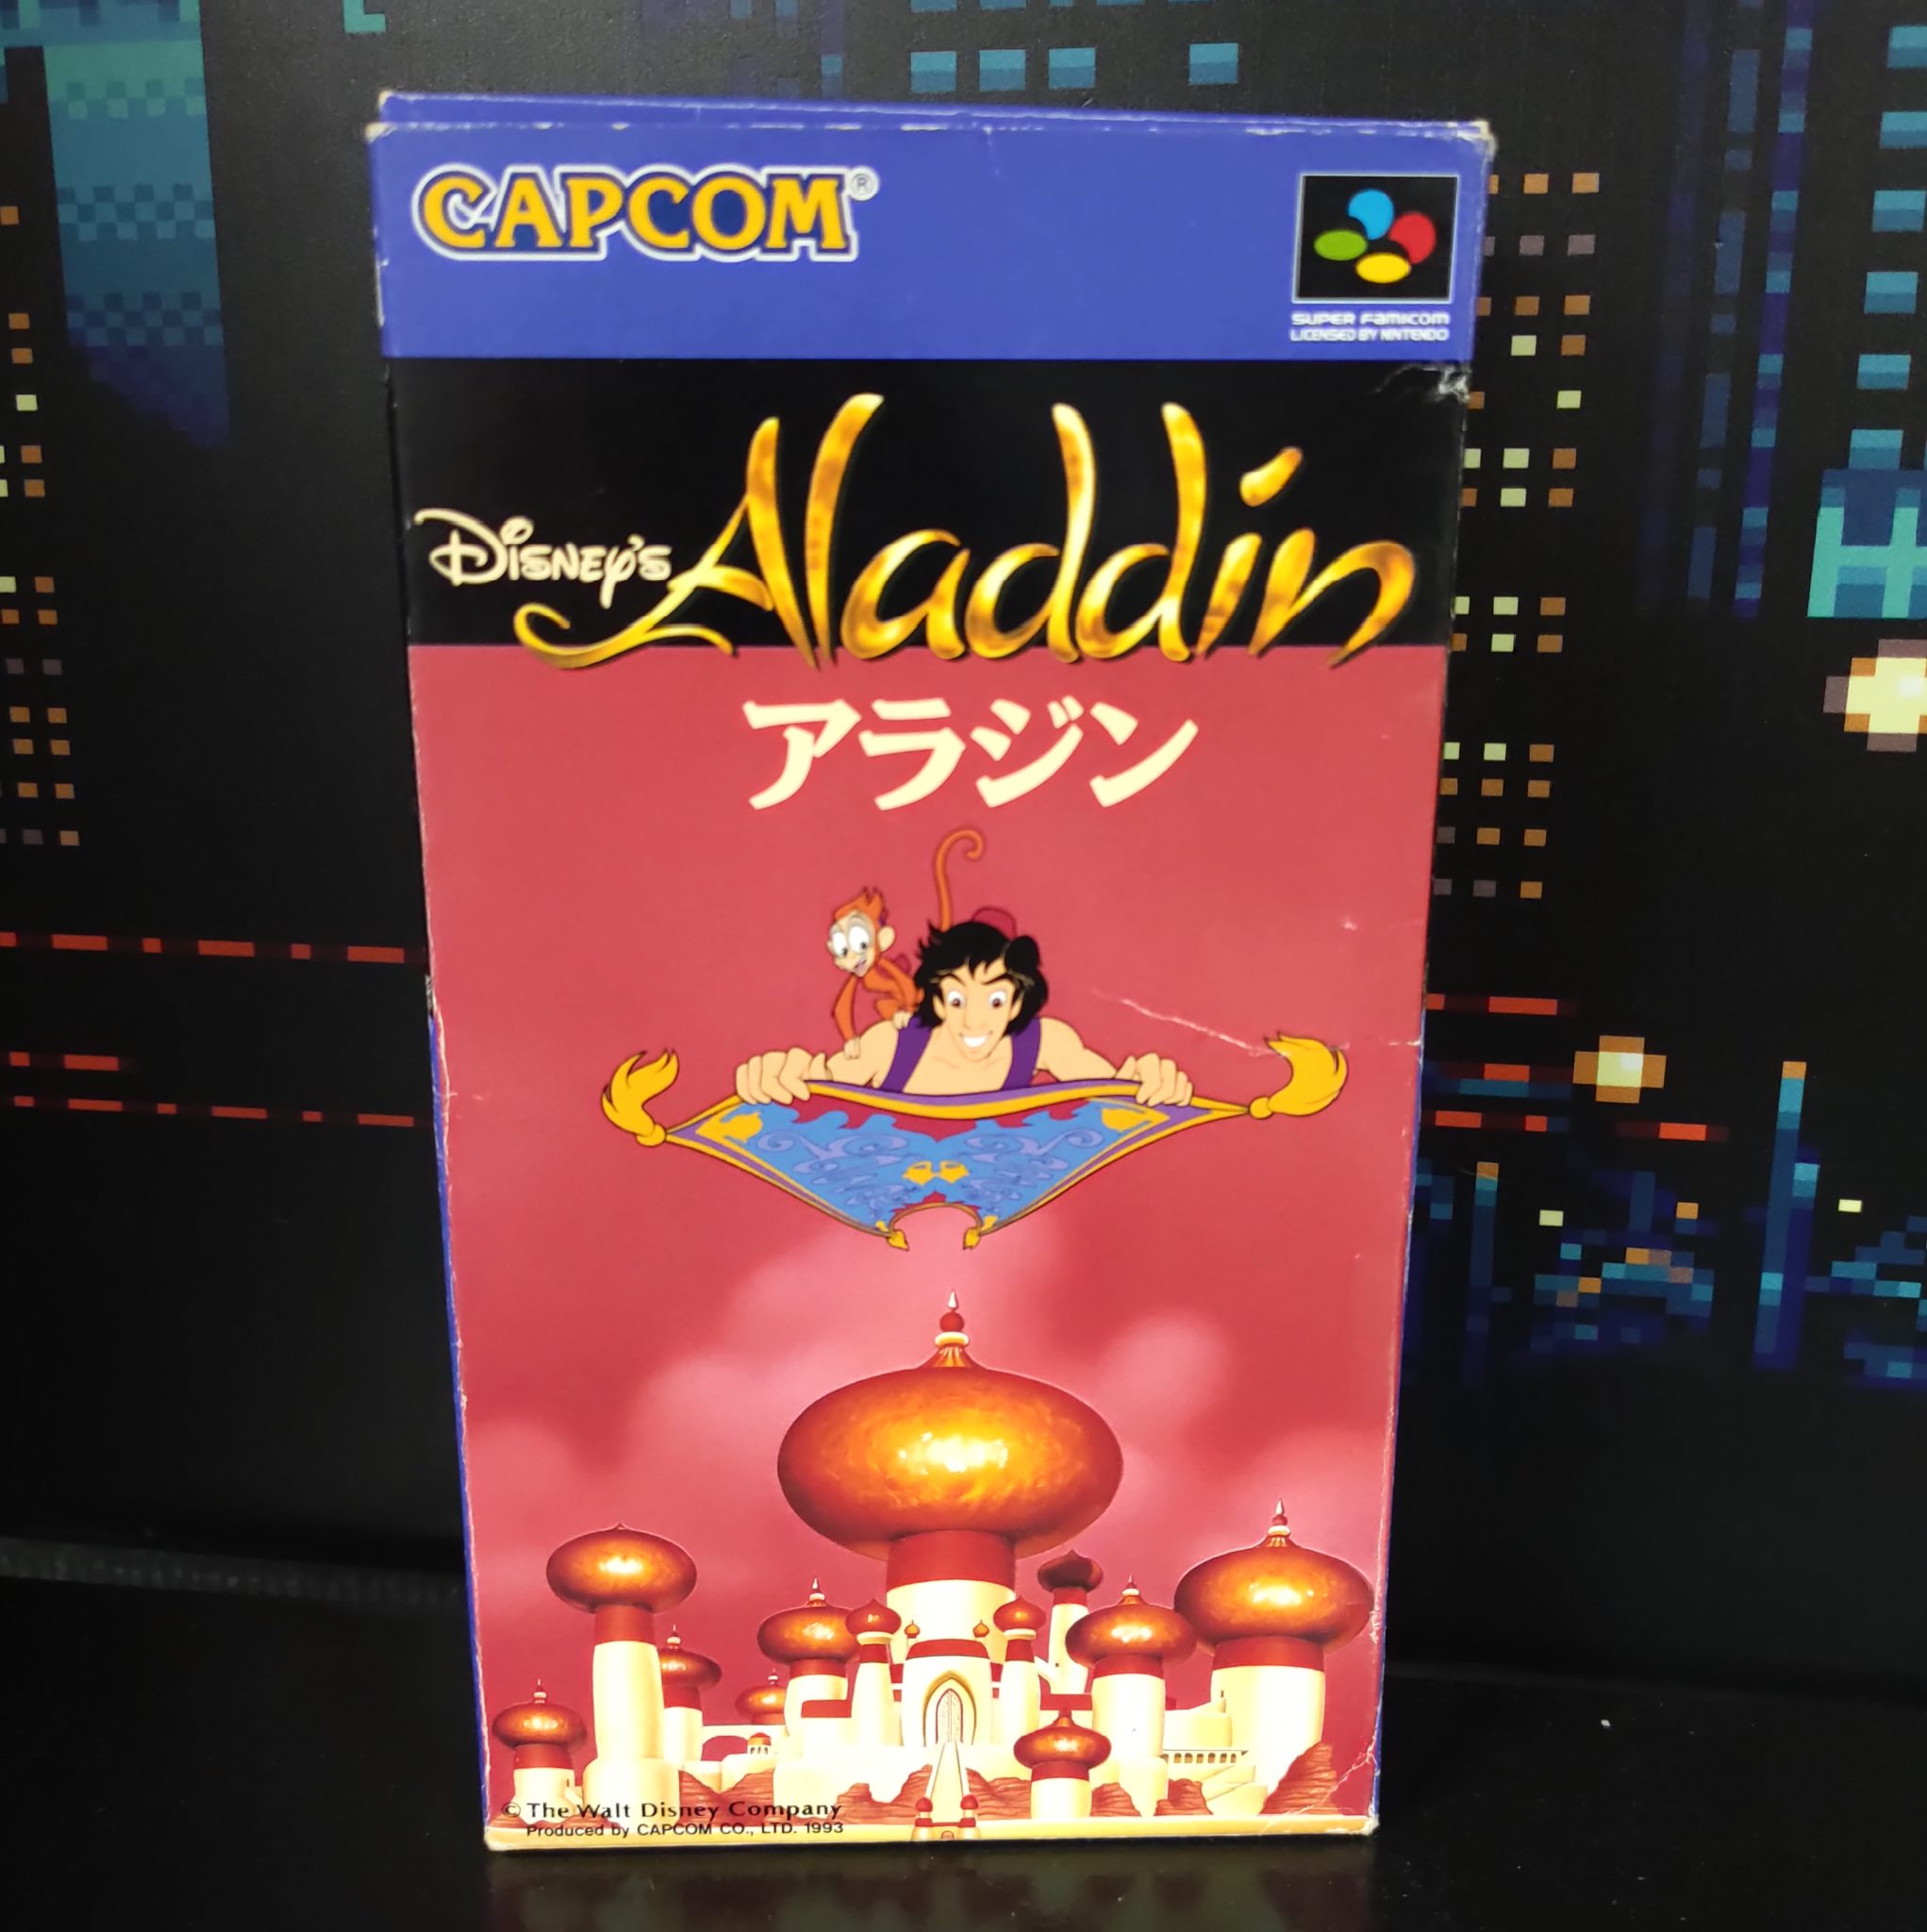 CAPCOM®
SUPER FAMICOM
LICENSED BY NINTENDO
DISNEY'S Aladdin
アラジン
© The Walt Disney Company
Produced by CAPCOM CO., LTD. 1993